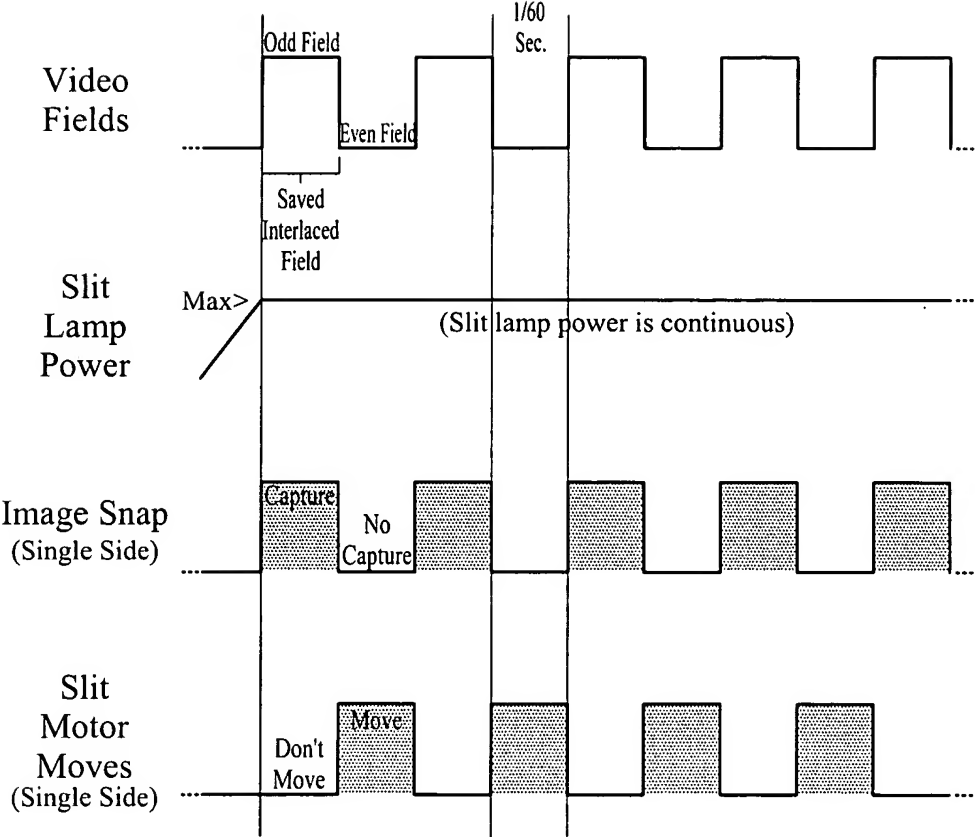 1/60
Sec.
Odd Field
Video
Fields
Even Field
Saved
Interlaced
Field
Slit
Lamp
Power
Max>
(Slit lamp power is continuous)
Image Snap
(Single Side)
Capture
No
Capture
Slit
Motor
Moves
(Single Side)
Move
Don't
Move